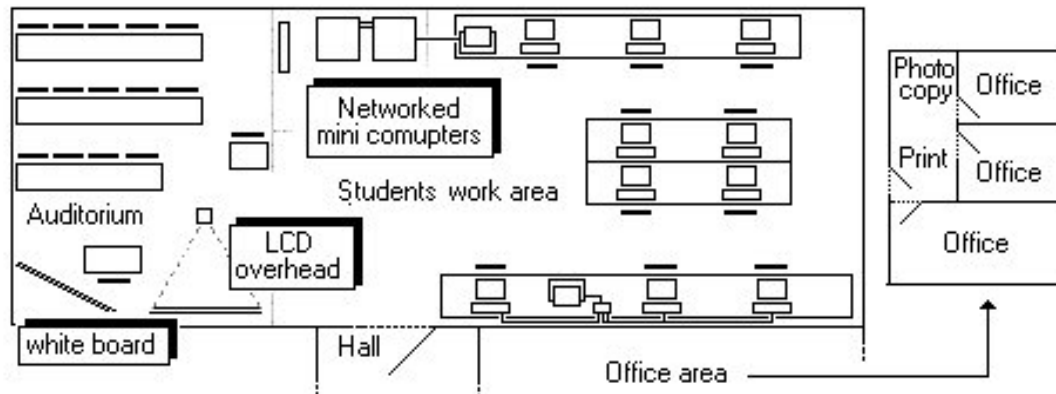 Networked
mini comupters
Students work area
Auditorium
LCD
overhead
white board
Hall
Office area
Photo
copy
Office
Print
Office
Office